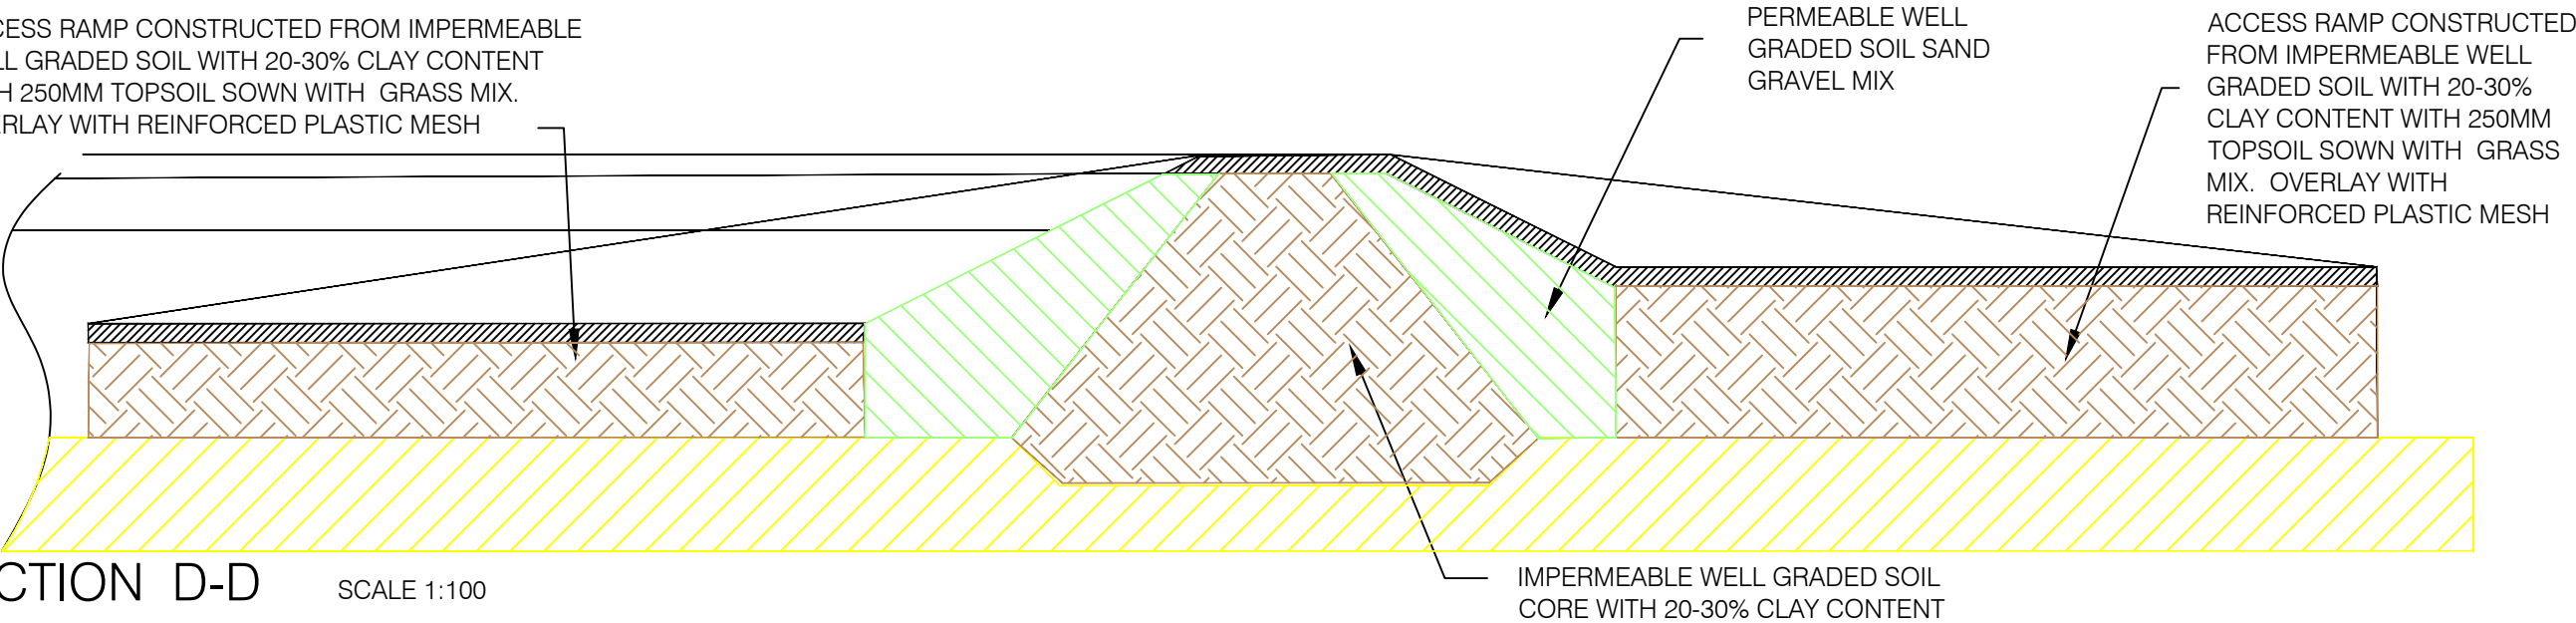 CESS RAMP CONSTRUCTED FROM IMPERMEABLE
LL GRADED SOIL WITH 20-30% CLAY CONTENT
H 250MM TOPSOIL SOWN WITH  GRASS MIX.
ERLAY WITH REINFORCED PLASTIC MESH
PERMEABLE WELL
GRADED SOIL SAND
GRAVEL MIX
ACCESS RAMP CONSTRUCTED
FROM IMPERMEABLE WELL
GRADED SOIL WITH 20-30%
CLAY CONTENT WITH 250MM
TOPSOIL SOWN WITH  GRASS
MIX.  OVERLAY WITH
REINFORCED PLASTIC MESH
CTION  D-D
SCALE 1:100
IMPERMEABLE WELL GRADED SOIL
CORE WITH 20-30% CLAY CONTENT